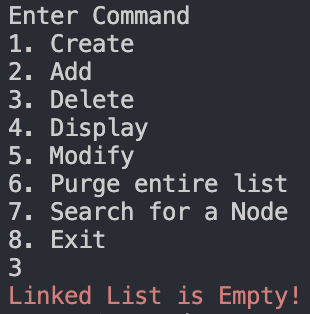 Enter Command
1. Create
2. Add
3. Delete
4. Display
5. Modify
6. Purge entire list
7. Search for a Node
8. Exit
3
Linked List is Empty!